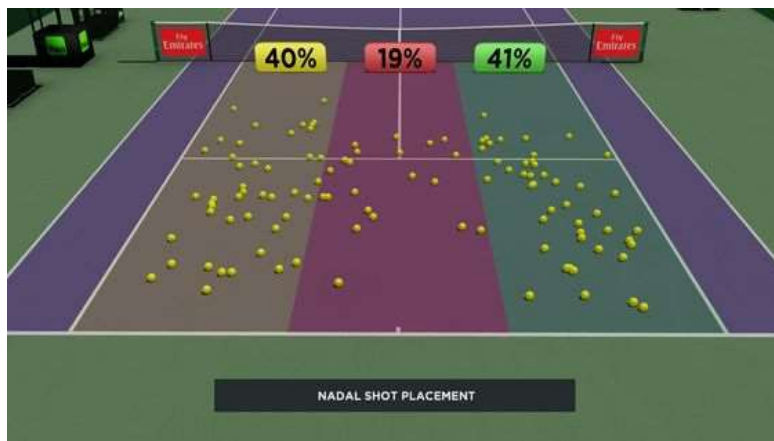 Fly
Emirates
40%
19%
41%
Fly
Emirates
NADAL SHOT PLACEMENT